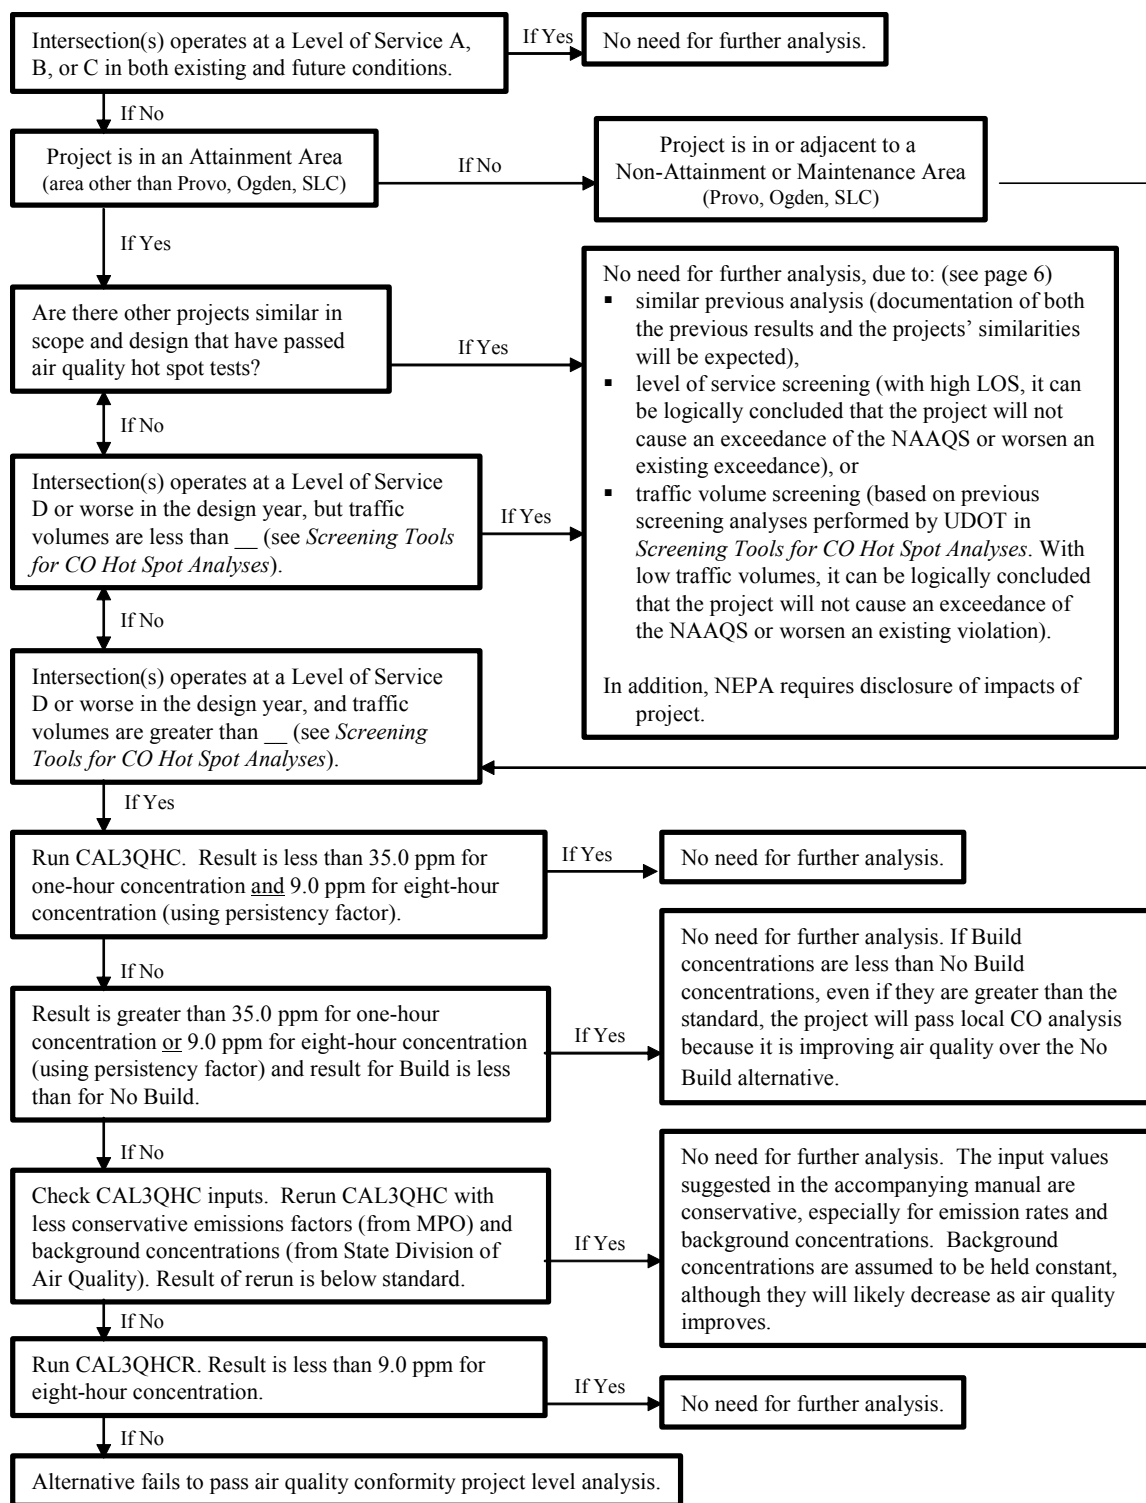 Intersection(s) operates at a Level of Service A,
B, or C in both existing and future conditions.
If Yes
No need for further analysis.
If No
Project is in an Attainment Area
(area other than Provo, Ogden, SLC)
If No
Project is in or adjacent to a
Non-Attainment or Maintenance Area
(Provo, Ogden, SLC)
If Yes
Are there other projects similar in
scope and design that have passed
air quality hot spot tests?
If Yes
No need for further analysis, due to: (see page 6)
▪ similar previous analysis (documentation of both
the previous results and the projects’ similarities
will be expected),
▪ level of service screening (with high LOS, it can
be logically concluded that the project will not
cause an exceedance of the NAAQS or worsen an
existing exceedance), or
▪ traffic volume screening (based on previous
screening analyses performed by UDOT in
Screening Tools for CO Hot Spot Analyses. With
low traffic volumes, it can be logically concluded
that the project will not cause an exceedance of
the NAAQS or worsen an existing violation).
In addition, NEPA requires disclosure of impacts of
project.
If No
Intersection(s) operates at a Level of Service
D or worse in the design year, but traffic
volumes are less than __ (see Screening Tools
for CO Hot Spot Analyses).
If Yes
If No
Intersection(s) operates at a Level of Service
D or worse in the design year, and traffic
volumes are greater than __ (see Screening
Tools for CO Hot Spot Analyses).
If Yes
Run CAL3QHC. Result is less than 35.0 ppm for
one-hour concentration and 9.0 ppm for eight-hour
concentration (using persistency factor).
If Yes
No need for further analysis.
If No
Result is greater than 35.0 ppm for one-hour
concentration or 9.0 ppm for eight-hour concentration
(using persistency factor) and result for Build is less
than for No Build.
If Yes
No need for further analysis. If Build
concentrations are less than No Build
concentrations, even if they are greater than the
standard, the project will pass local CO analysis
because it is improving air quality over the No
Build alternative.
If No
Check CAL3QHC inputs. Rerun CAL3QHC with
less conservative emissions factors (from MPO) and
background concentrations (from State Division of
Air Quality). Result of rerun is below standard.
If Yes
No need for further analysis. The input values
suggested in the accompanying manual are
conservative, especially for emission rates and
background concentrations. Background
concentrations are assumed to be held constant,
although they will likely decrease as air quality
improves.
If No
Run CAL3QHCR. Result is less than 9.0 ppm for
eight-hour concentration.
If Yes
No need for further analysis.
If No
Alternative fails to pass air quality conformity project level analysis.